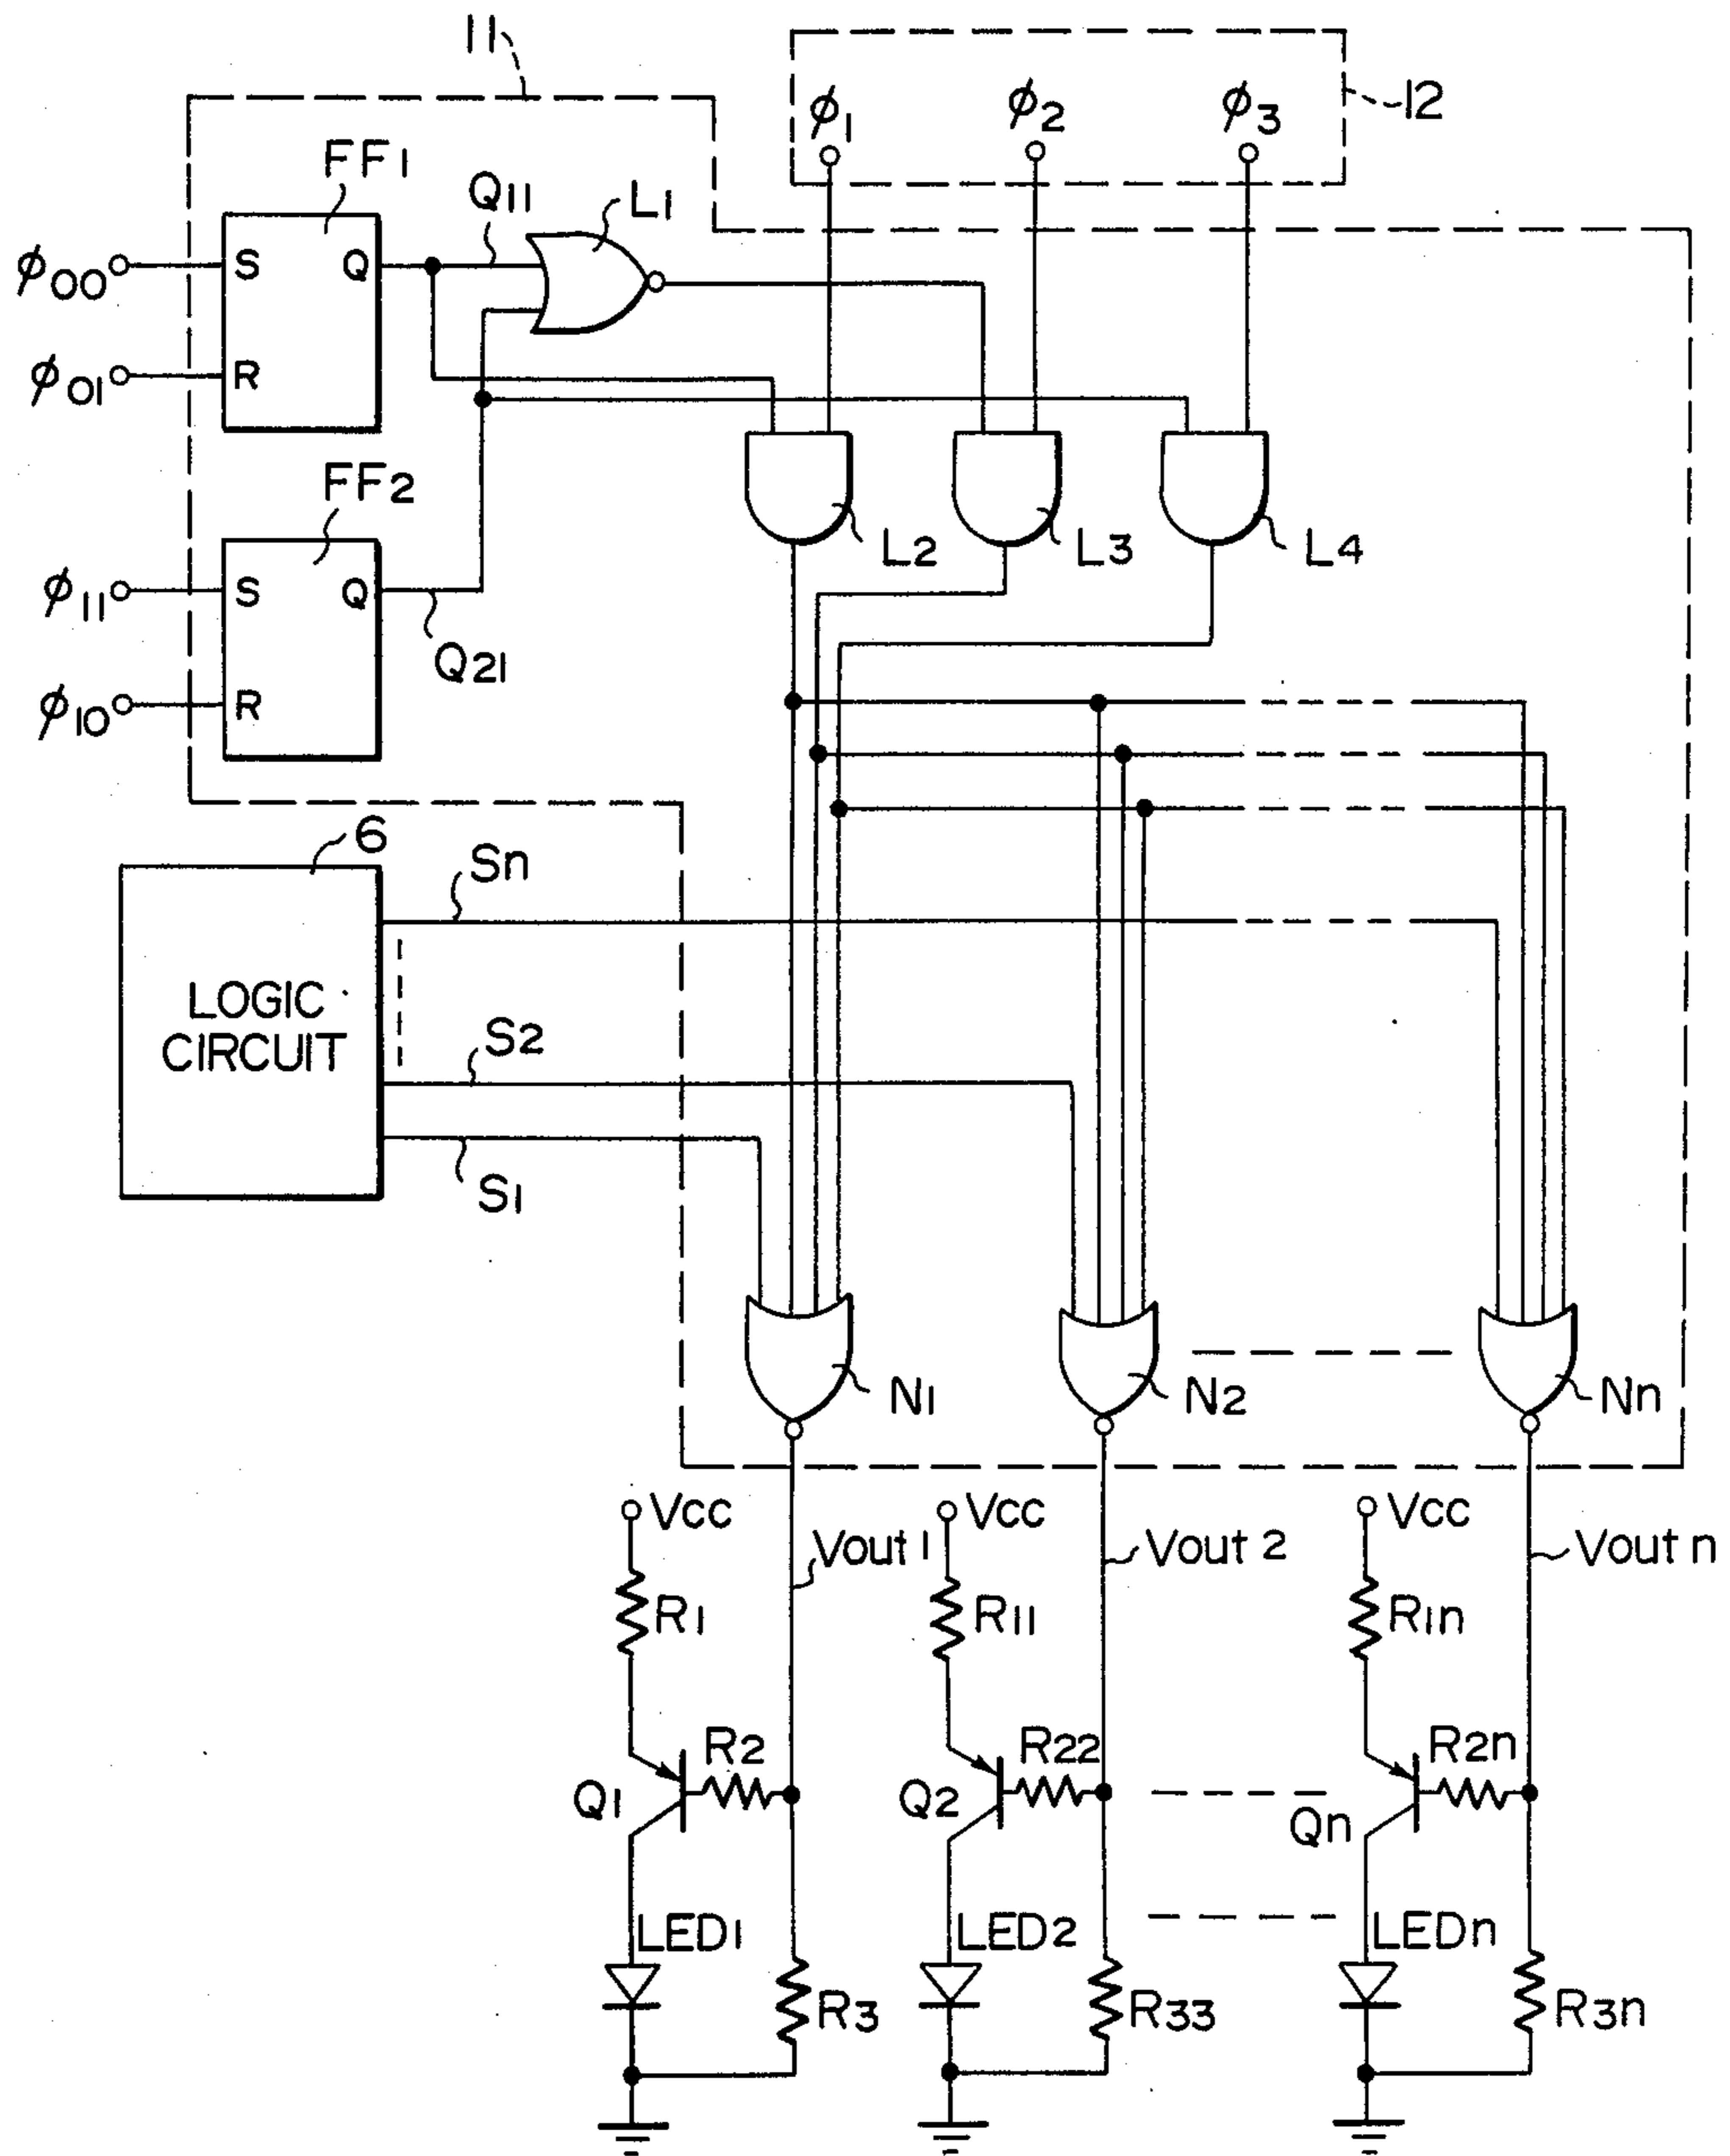 11
12
ϕ1
ϕ2
ϕ3
FF1
Q11
L1
ϕ00
S
Q
ϕ01
R
FF2
L2
L3
L4
ϕ11
S
Q
Q21
ϕ10
R
6
Sn
LOGIC
CIRCUIT
S2
S1
N1
N2
Nn
Vcc
Vout 1
Vcc
Vout 2
Vcc
Vout n
R1
R11
R1n
R2
R22
R2n
Q1
Q2
Qn
LED1
LED2
LEDn
R3
R33
R3n